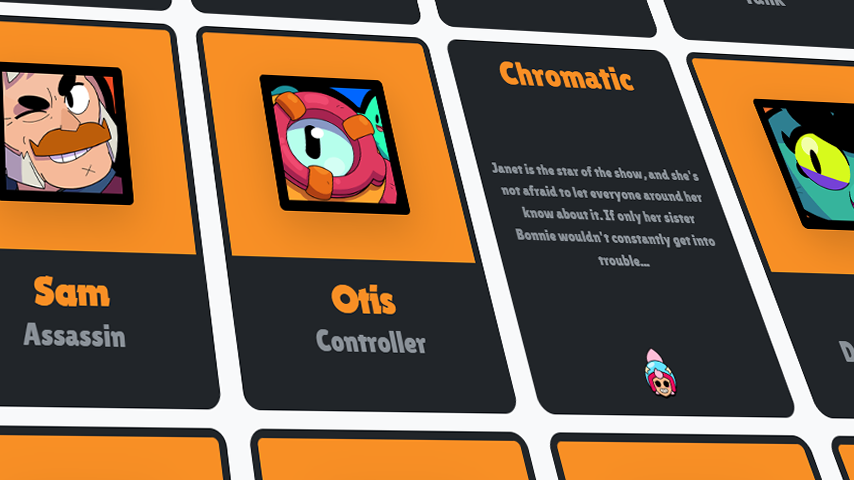 Tank
Chromatic
Janet is the star of the show, and she's
not afraid to let everyone around her
know about it. If only her sister
Bonnie wouldn't constantly get into
trouble...
Sam
Assassin
Otis
Controller